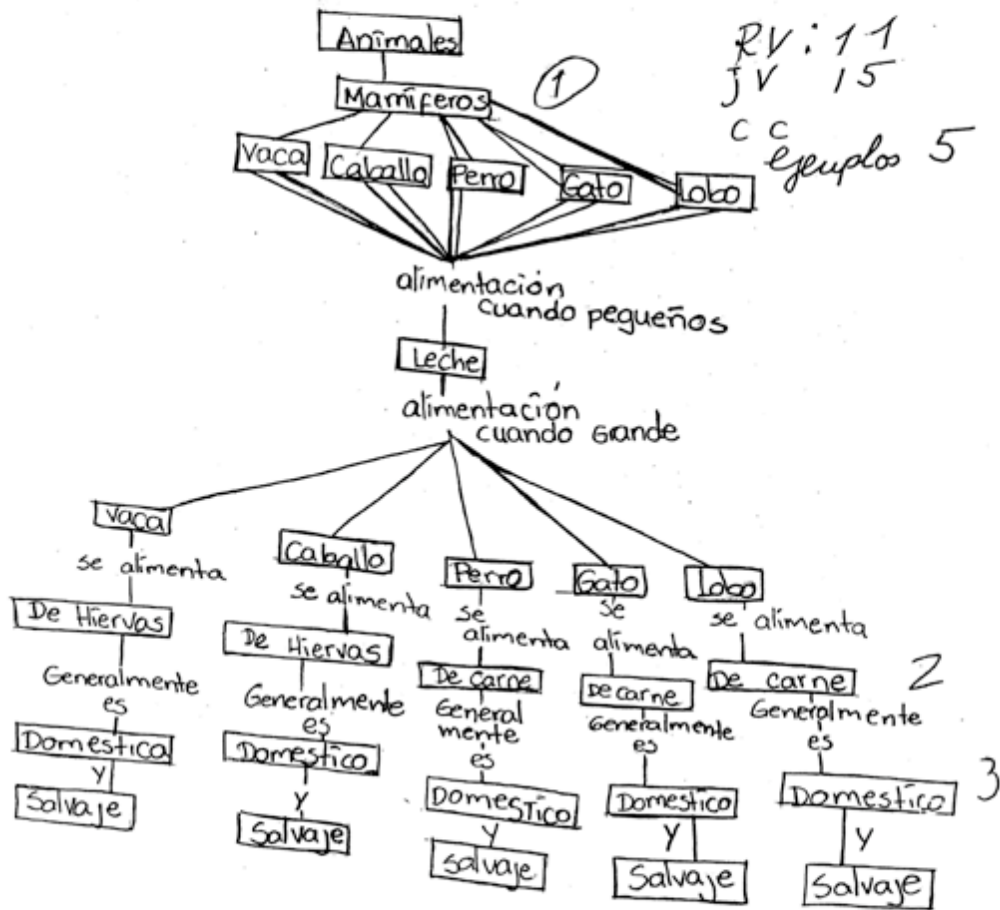 Animales
RV: 11
Mamíferos
1
jV 15
c c
ejemplos 5
Vaca Caballo Perro Gato Lobo
alimentación
cuando pegueños
Leche
alimentación
cuando Grande
Vaca Caballo Perro Gato Lobo
se alimenta se alimenta se alimenta se alimenta se alimenta
De Hiervas De Hiervas De Carne De carne De carne 2
Generalmente Generalmente General mente Generalmente Generalmente
es es es es es
Domestica Domestico Domestico Domestico Domestico 3
y y y y y
Salvaje Salvaje Salvaje Salvaje Salvaje